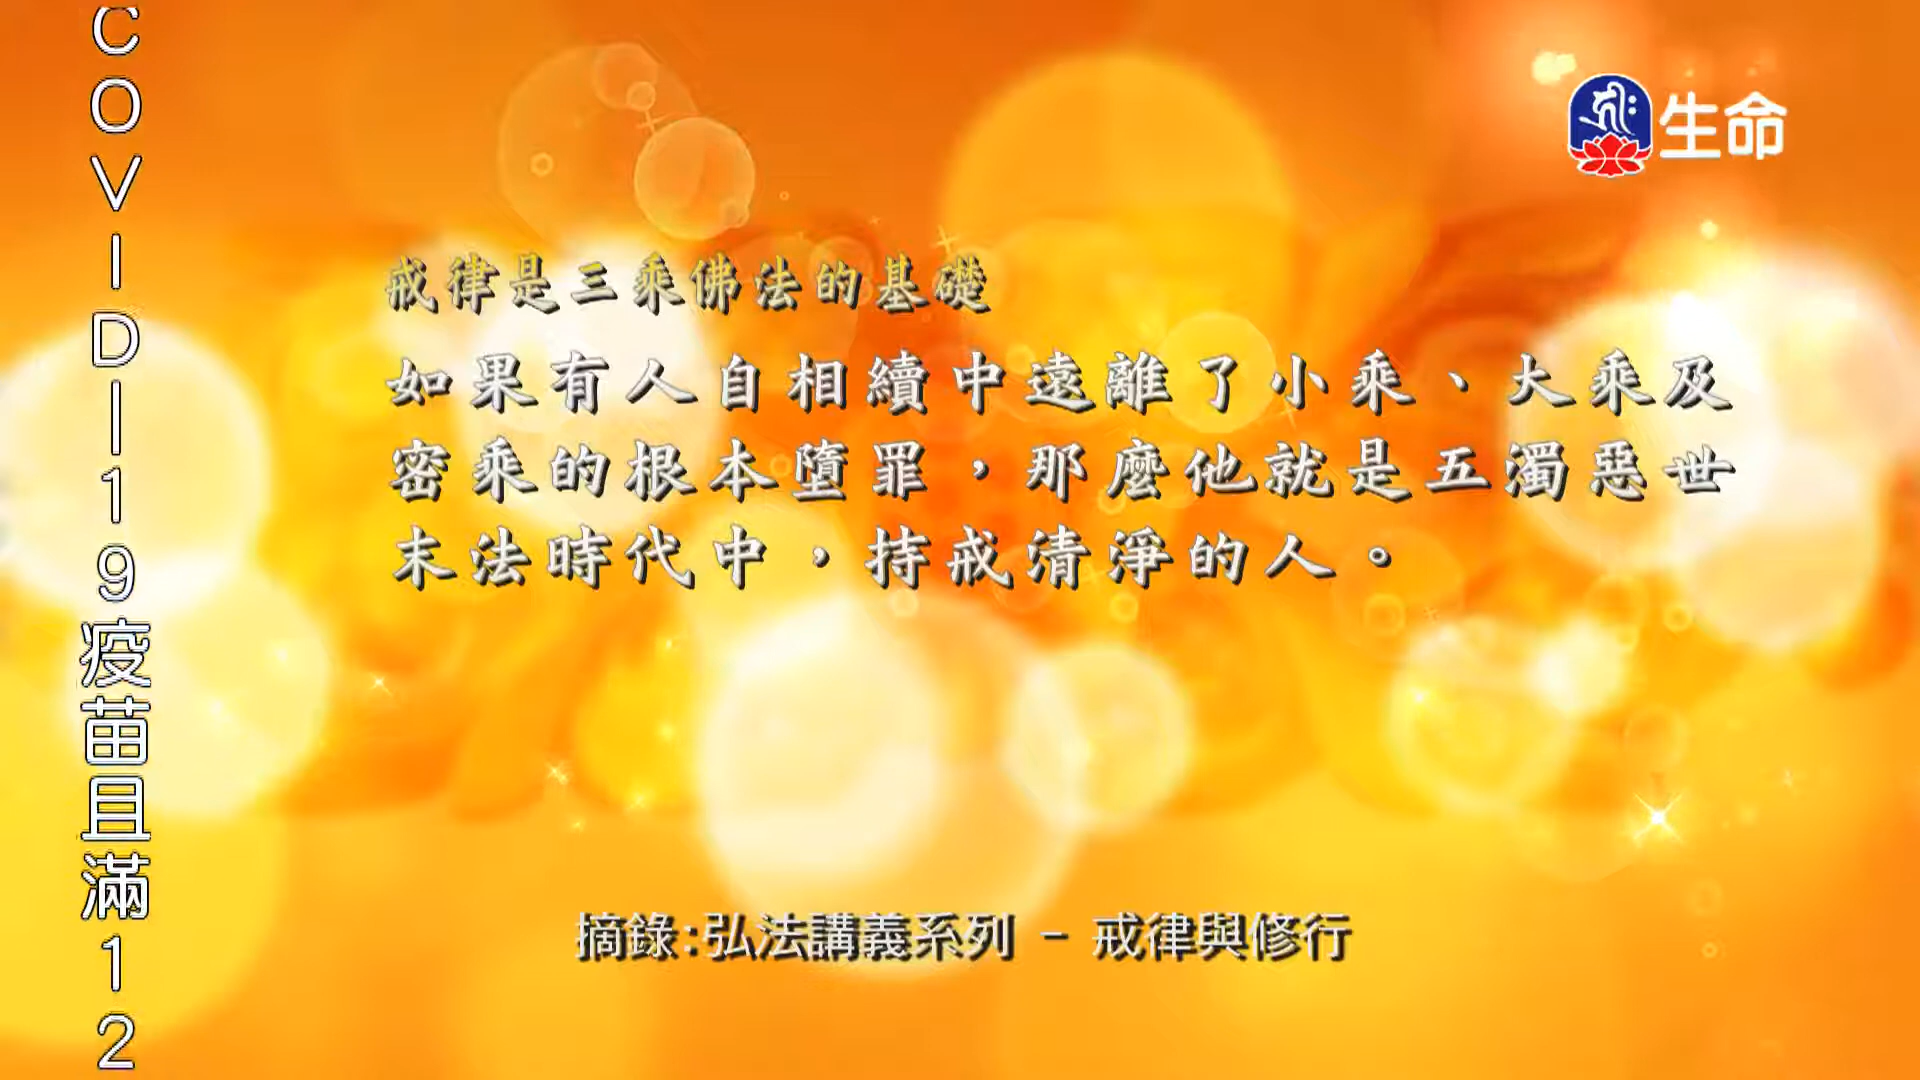 COVID-19疫苗且滿12
生命
戒律是三乘佛法的基礎
如果有人自相續中遠離了小乘、大乘及
密乘的根本墮罪，那麼他就是五濁惡世
末法時代中，持戒清淨的人。
摘錄:弘法講義系列 - 戒律與修行